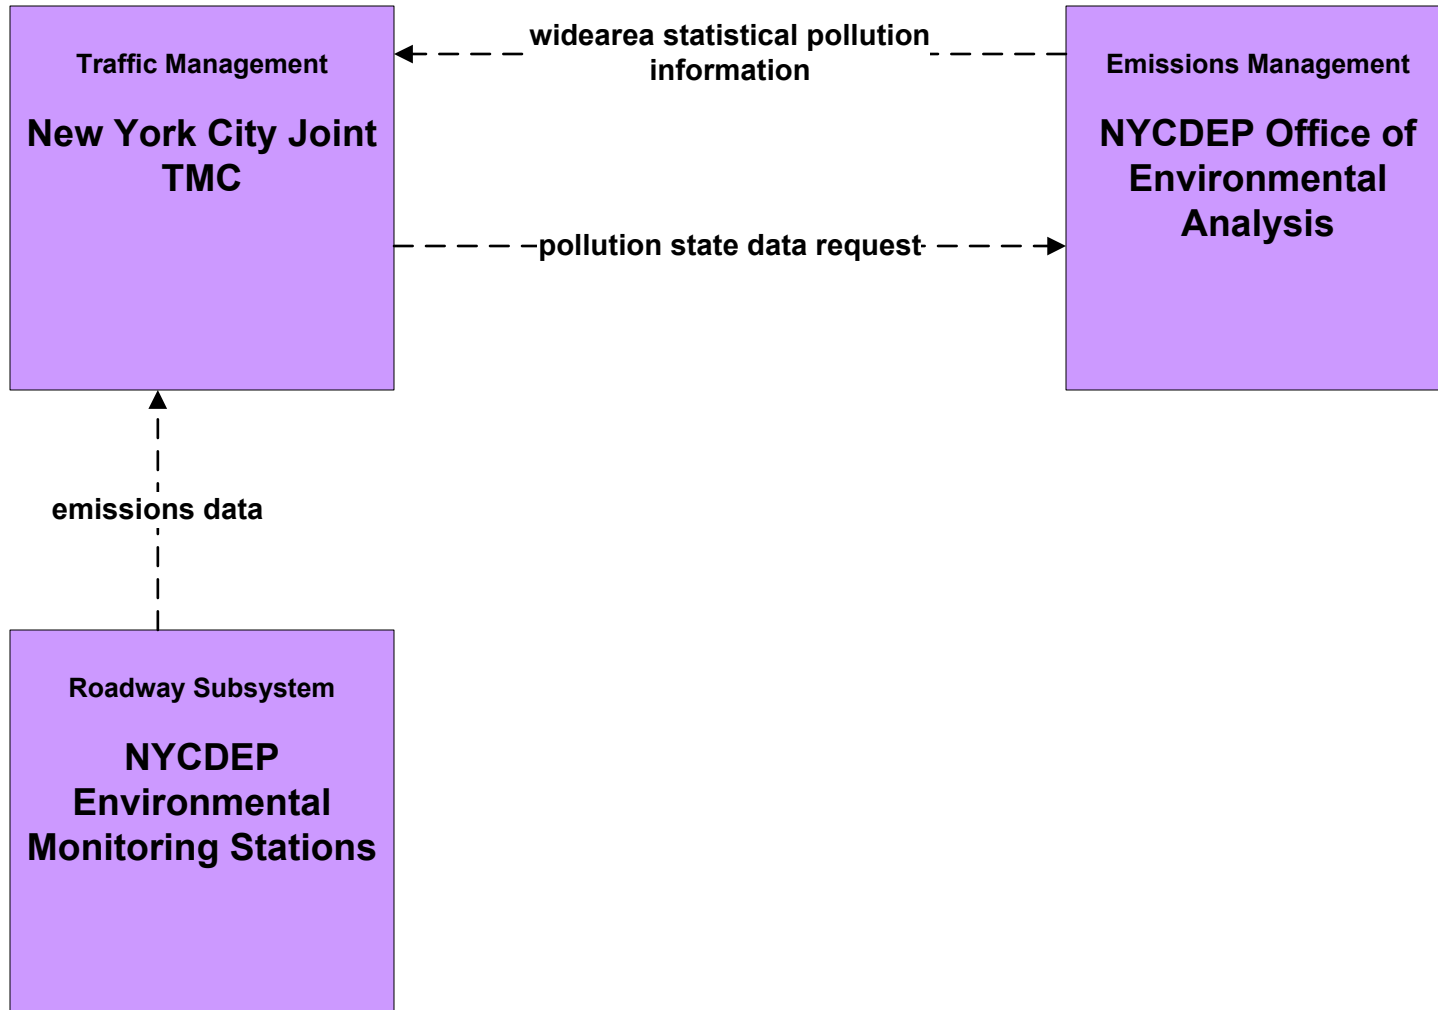 Traffic Management
New York City Joint
TMC
widearea statistical pollution
information
Emissions Management
NYCDEP Office of
Environmental
Analysis
pollution state data request
emissions data
Roadway Subsystem
NYCDEP
Environmental
Monitoring Stations